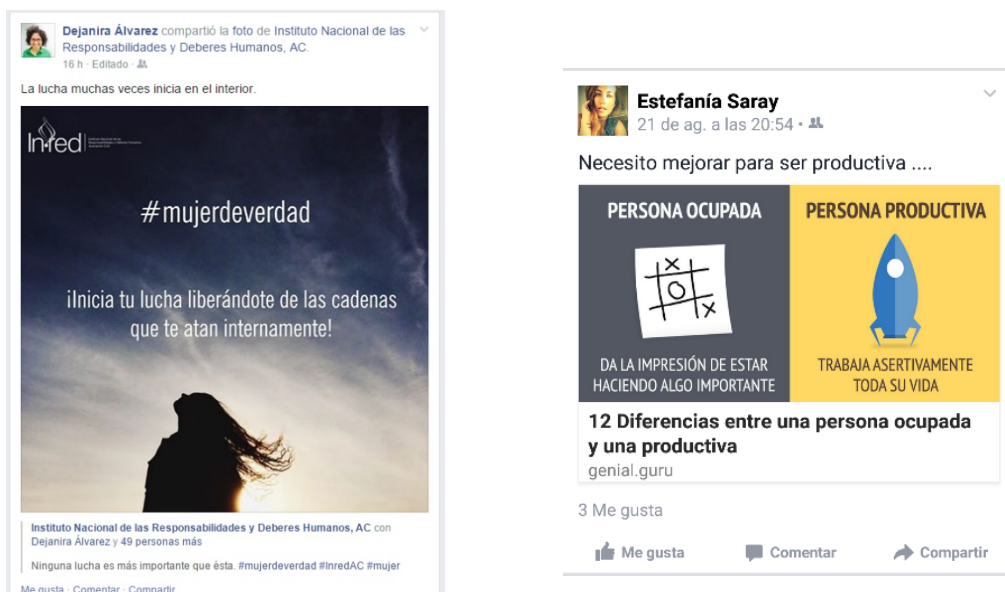 Dejanira Álvarez compartió la foto de Instituto Nacional de las
Responsabilidades y Deberes Humanos, AC.
16 h · Editado ·
La lucha muchas veces inicia en el interior.
In-red
#mujerdeverdad
¡Inicia tu lucha liberándote de las cadenas
que te atan internamente!
Instituto Nacional de las Responsabilidades y Deberes Humanos, AC con
Dejanira Álvarez y 49 personas más
Ninguna lucha es más importante que ésta. #mujerdeverdad #InredAC #mujer
Me gusta · Comentar · Compartir
Estefanía Saray
21 de ag. a las 20:54 •
Necesito mejorar para ser productiva ....
PERSONA OCUPADA
DA LA IMPRESIÓN DE ESTAR
HACIENDO ALGO IMPORTANTE
PERSONA PRODUCTIVA
TRABAJA ASERTIVAMENTE
TODA SU VIDA
12 Diferencias entre una persona ocupada
y una productiva
genial.guru
3 Me gusta
Me gusta Comentar Compartir